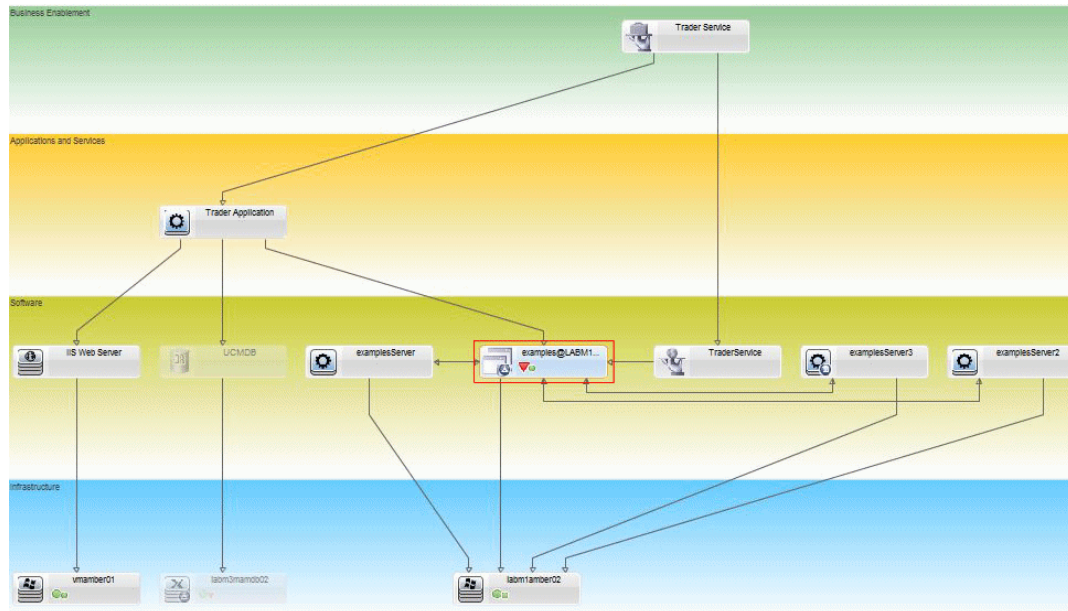 Business Enablement
Trader Service
Applications and Services
Trader Application
Software
IIS Web Server
UCMDB
examplesServer
examples@LABM1...
TraderService
examplesServer3
examplesServer2
Infrastructure
vmamber01
labm3mamdb02
labm1amber02